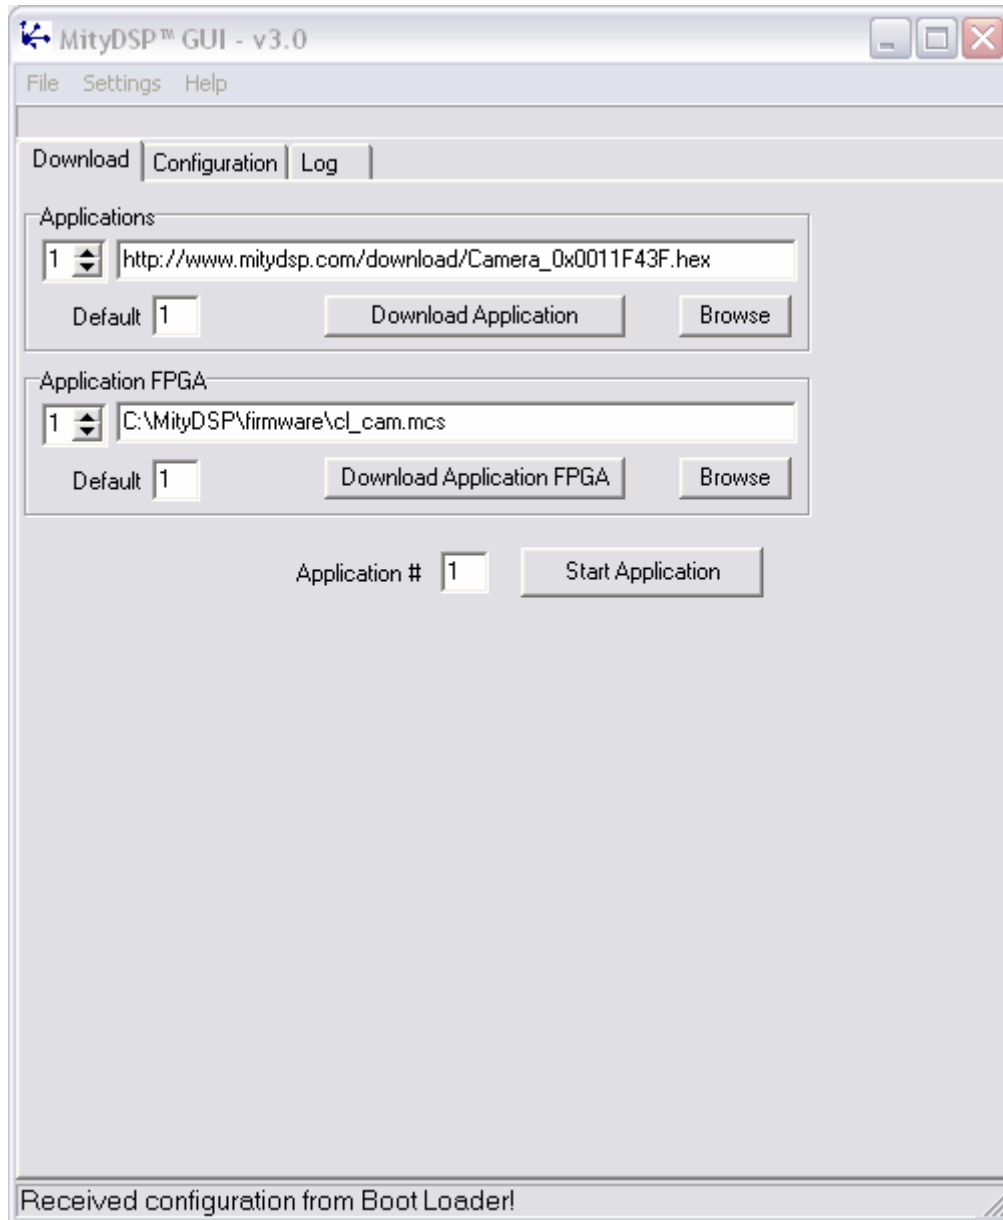 MityDSP™ GUI - v3.0
File Settings Help
Download Configuration Log
Applications
1 http://www.mitydsp.com/download/Camera_0x0011F43F.hex
Default 1 Download Application Browse
Application FPGA
1 C:\MityDSP\firmware\cl_cam.mcs
Default 1 Download Application FPGA Browse
Application # 1 Start Application
Received configuration from Boot Loader!